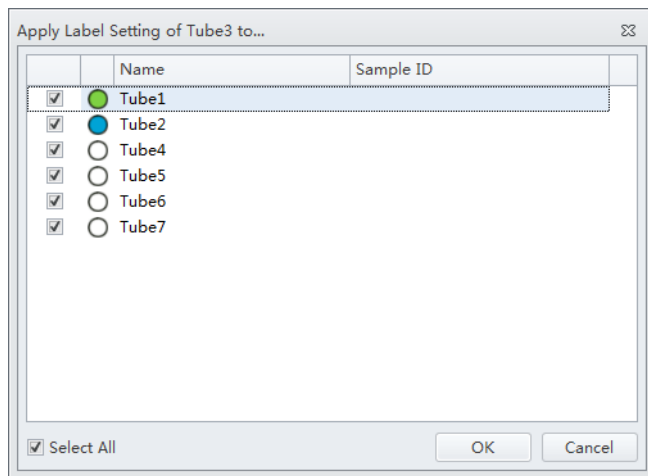 Apply Label Setting of Tube3 to...
Name Sample ID
Tube1
Tube2
Tube4
Tube5
Tube6
Tube7
Select All OK Cancel